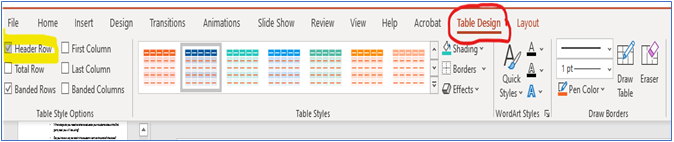 File Home Insert Design Transitions Animations Slide Show Review View Help Acrobat Table Design Layout
Header Row First Column
Total Row Last Column
Banded Rows Banded Columns
Table Style Options
Table Styles
Shading
Borders
Effects
Quick
Styles
A
A
A
WordArt Styles
1 pt
Pen Color
Draw
Table
Eraser
Draw Borders